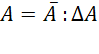 A = Ā : ΔA